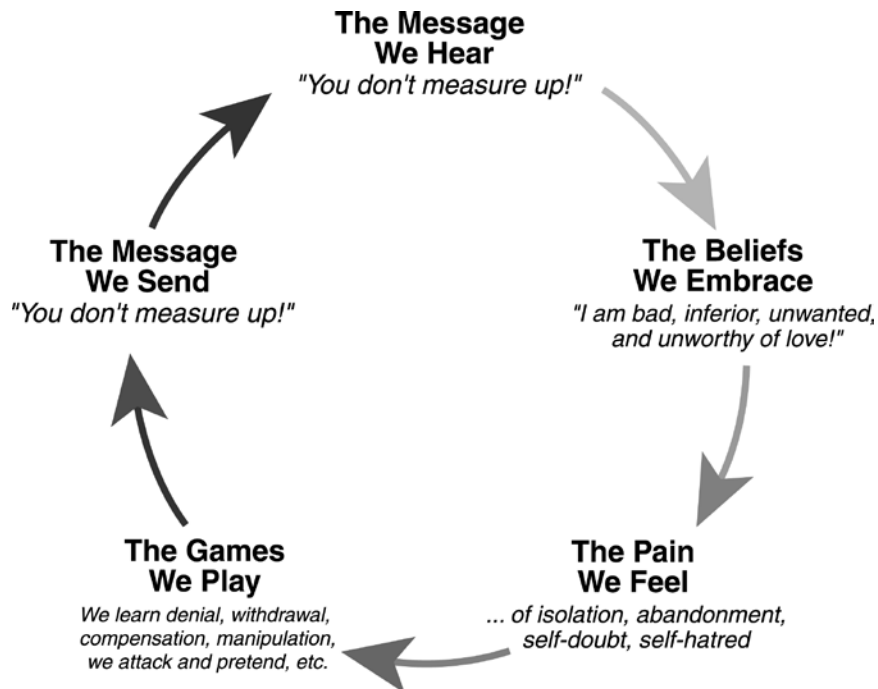 The Message
We Hear
"You don't measure up!"
The Beliefs
We Embrace
"I am bad, inferior, unwanted,
and unworthy of love!"
The Pain
We Feel
... of isolation, abandonment,
self-doubt, self-hatred
The Games
We Play
We learn denial, withdrawal,
compensation, manipulation,
we attack and pretend, etc.
The Message
We Send
"You don't measure up!"